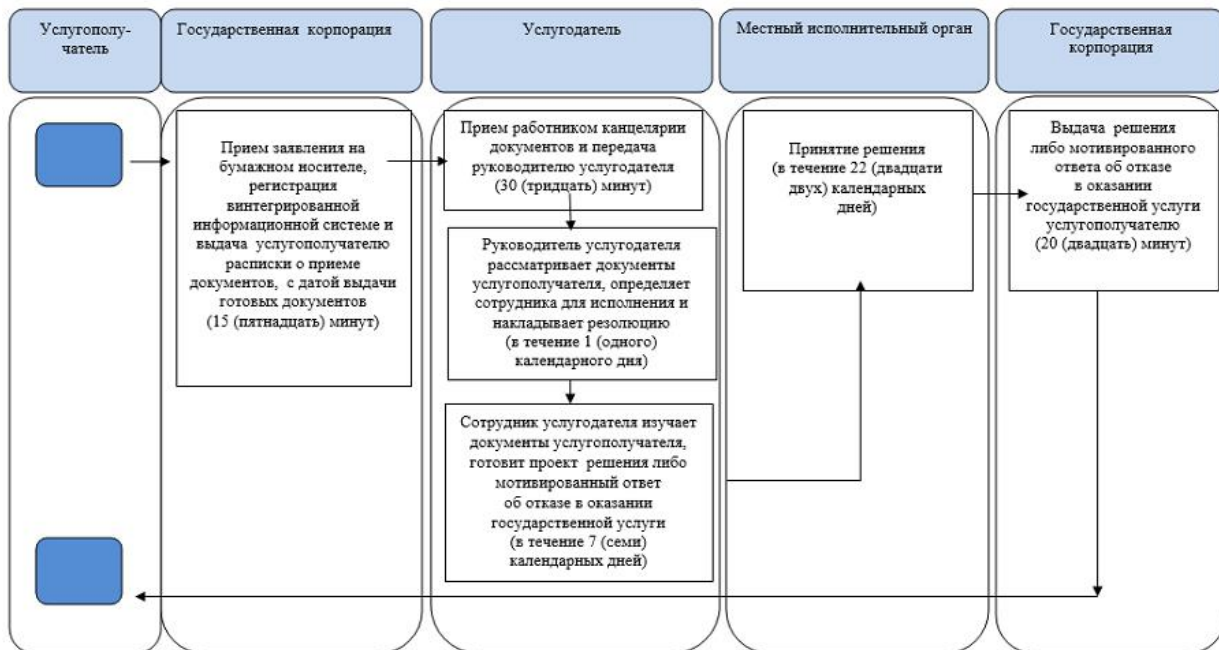 Услугополу-
чатель
Государственная корпорация
Услугодатель
Местный исполнительный орган
Государственная
корпорация
Прием заявления на
бумажном носителе,
регистрация
винтегрированной
информационной системе и
выдача услугополучателю
расписки о приеме
документов, с датой выдачи
готовых документов
(15 (пятнадцать) минут)
Прием работником канцелярии
документов и передача
руководителю услугодателя
(30 (тридцать) минут)
Руководитель услугодателя
рассматривает документы
услугополучателя, определяет
сотрудника для исполнения и
накладывает резолюцию
(в течение 1 (одного)
календарного дня)
Сотрудник услугодателя изучает
документы услугополучателя,
готовит проект решения либо
мотивированный ответ
об отказе в оказании
государственной услуги
(в течение 7 (семи)
календарных дней)
Принятие решения
(в течение 22 (двадцати
двух) календарных
дней)
Выдача решения
либо мотивированного
ответа об отказе
в оказании
государственной услуги
услугополучателю
(20 (двадцать) минут)